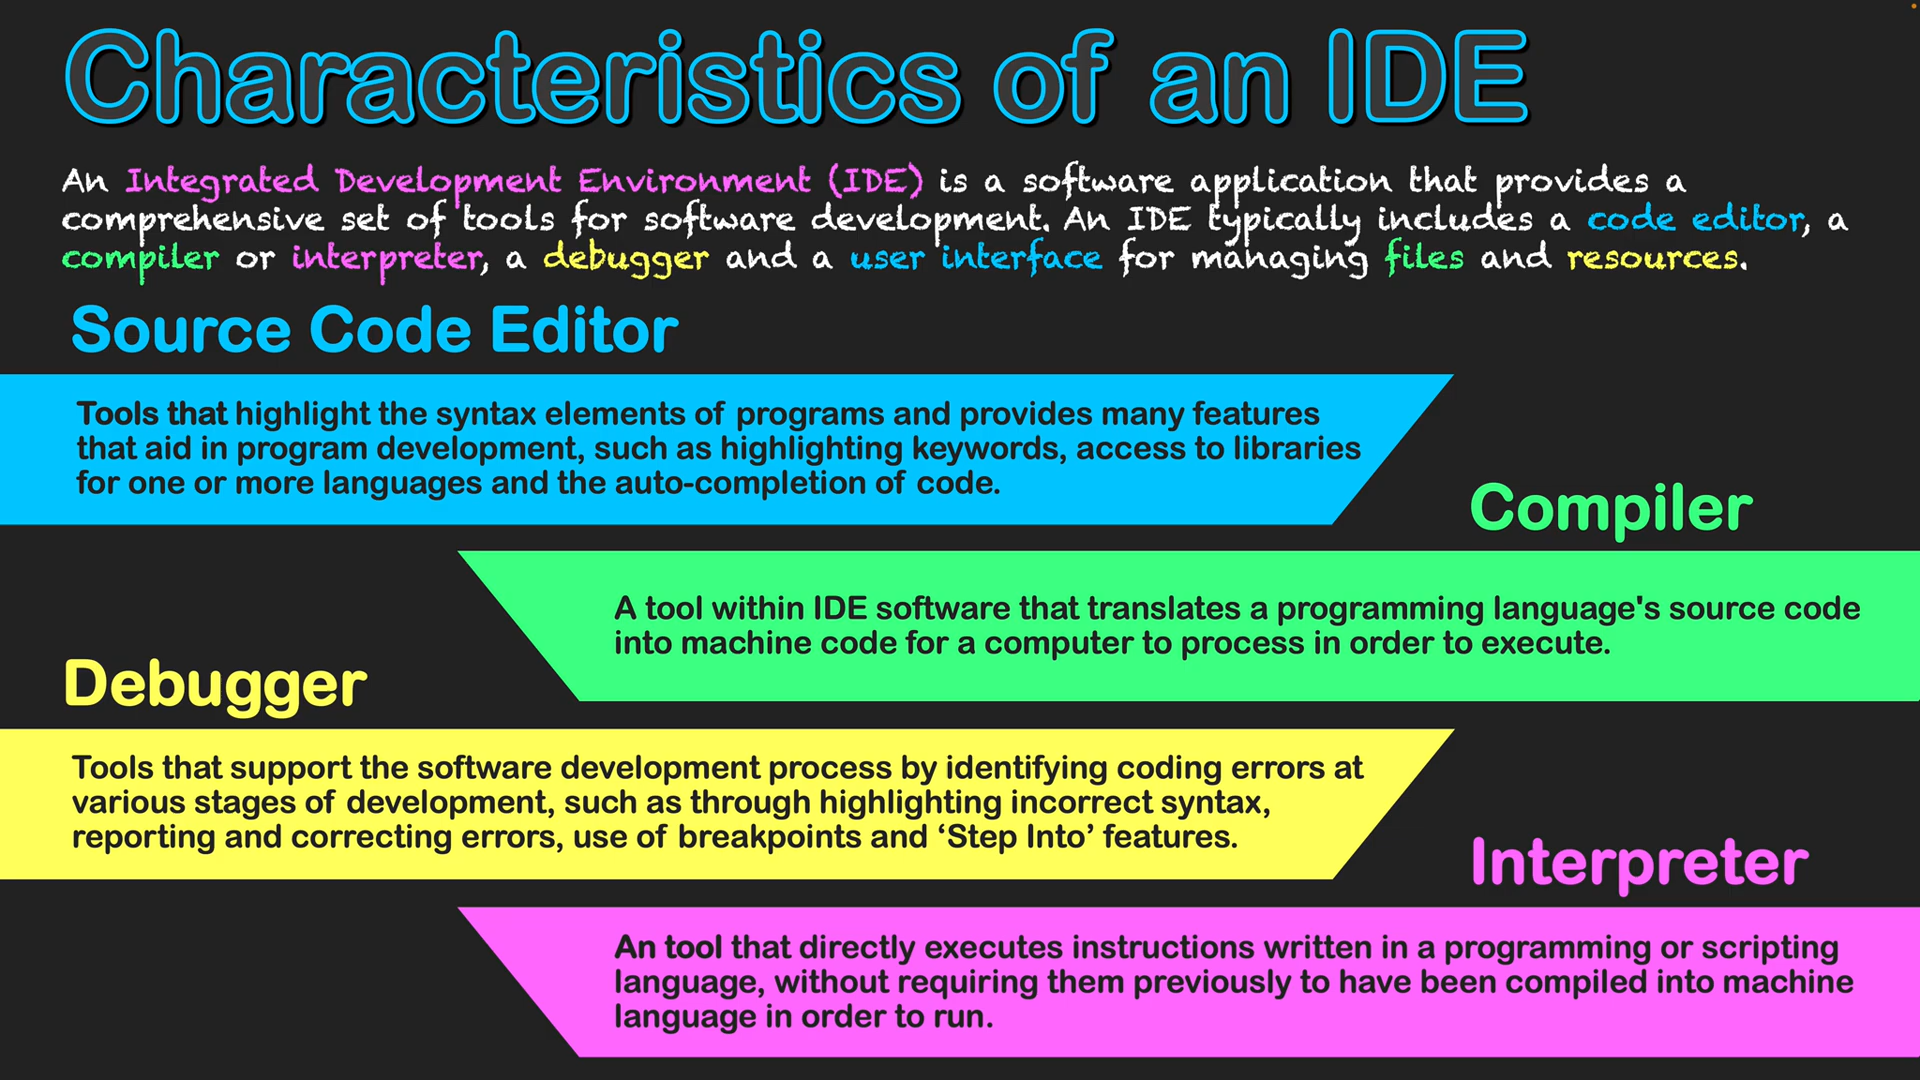 Characteristics of an IDE
An Integrated Development Environment (IDE) is a software application that provides a
comprehensive set of tools for software development. An IDE typically includes a code editor, a
compiler or interpreter, a debugger and a user interface for managing files and resources.
Source Code Editor
Tools that highlight the syntax elements of programs and provides many features
that aid in program development, such as highlighting keywords, access to libraries
for one or more languages and the auto-completion of code.
Compiler
A tool within IDE software that translates a programming language's source code
into machine code for a computer to process in order to execute.
Debugger
Tools that support the software development process by identifying coding errors at
various stages of development, such as through highlighting incorrect syntax,
reporting and correcting errors, use of breakpoints and ‘Step Into’ features.
Interpreter
An tool that directly executes instructions written in a programming or scripting
language, without requiring them previously to have been compiled into machine
language in order to run.